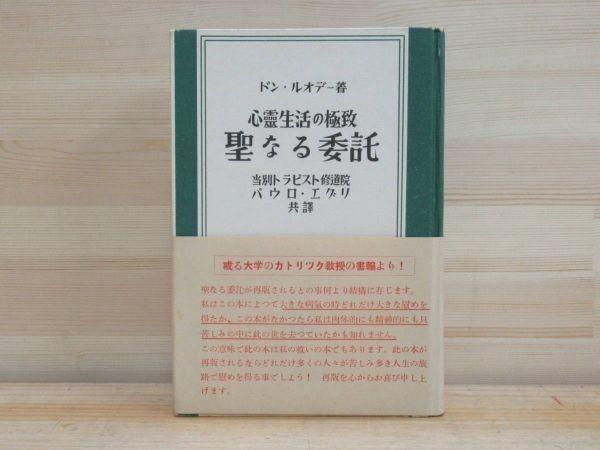 ドン・ルオデー著
心靈生活の極致
聖なる委託
当別トラピスト修道院
パウロ・エグリ
共譯
或る大学のカトリツク教授の書翰より！
聖なる委託が再版されるとの事何より結構に存じます。
私はこの本によつて大きな病氣の時どれだけ大きな慰めを
得たか、この本がなかつたら私は肉体的にも精神的にも只
苦しみの中に此の世を去つていたかも知れません。
この意味で此の本は私の救いの本でもあります。此の本が
再版されるならどれだけ多くの人々が苦しみ多き人生の旅
路で慰めを得る事でしよう！ 再版を心からお喜び申し上
げます。